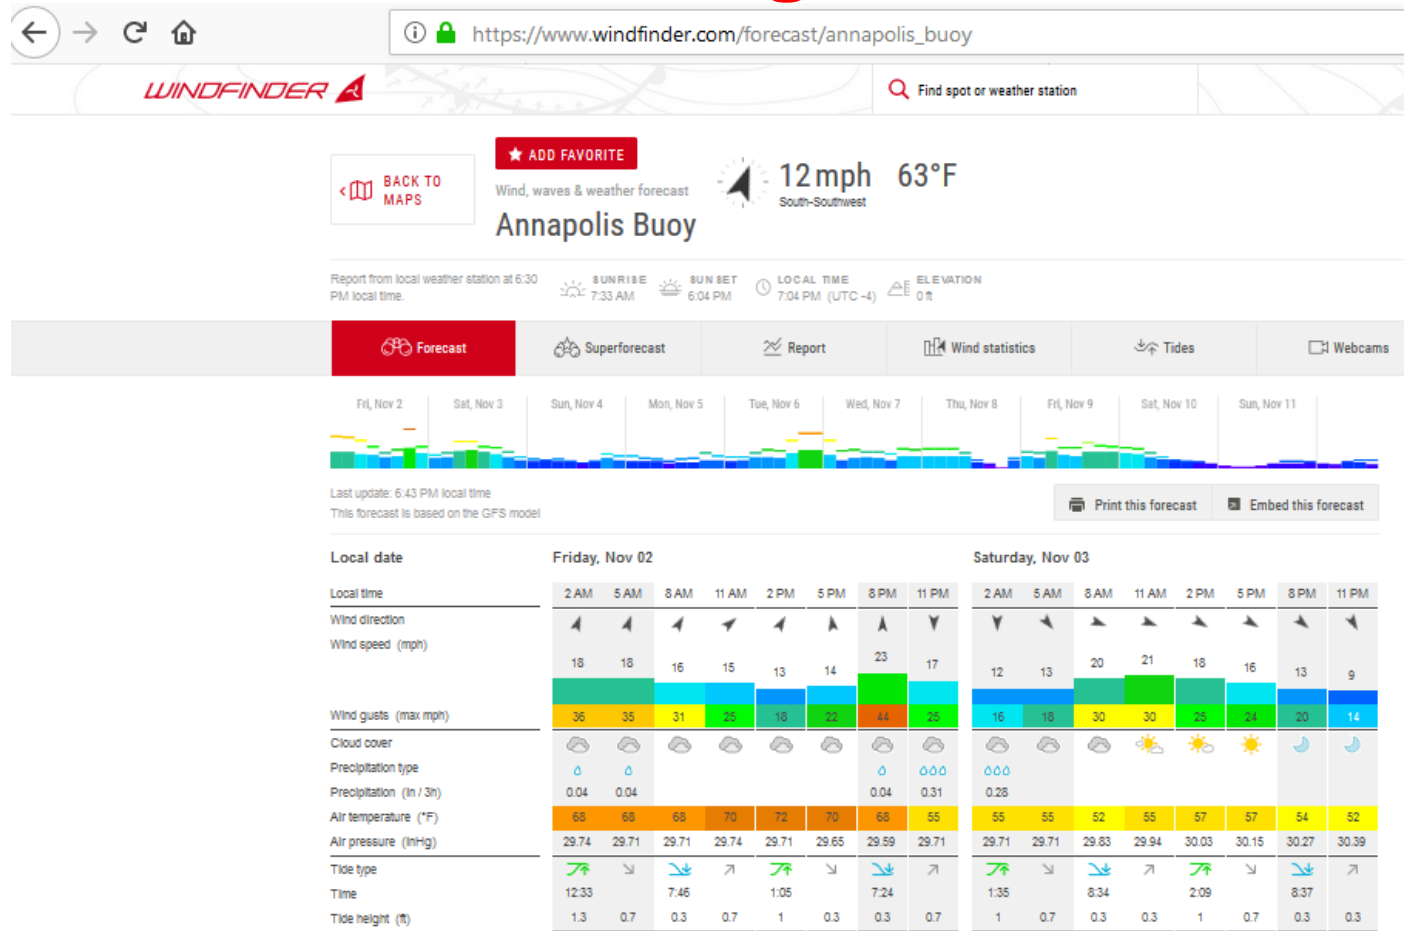 https://www.windfinder.com/forecast/annapolis_buoy
WINDFINDER
Find spot or weather station
BACK TO
MAPS
ADD FAVORITE
Wind, waves & weather forecast
Annapolis Buoy
12 mph 63°F
South-Southwest
Report from local weather station at 6:30
PM local time.
SUNRISE
7:33 AM
SUNSET
6:04 PM
LOCAL TIME
7:04 PM (UTC -4)
ELEVATION
0 ft
Forecast Superforecast Report Wind statistics Tides Webcams
Fri, Nov 2 Sat, Nov 3 Sun, Nov 4 Mon, Nov 5 Tue, Nov 6 Wed, Nov 7 Thu, Nov 8 Fri, Nov 9 Sat, Nov 10 Sun, Nov 11
Last update: 6:43 PM local time
This forecast is based on the GFS model
Print this forecast Embed this forecast
Local date Friday, Nov 02 Saturday, Nov 03
Local time 2 AM 5 AM 8 AM 11 AM 2 PM 5 PM 8 PM 11 PM 2 AM 5 AM 8 AM 11 AM 2 PM 5 PM 8 PM 11 PM
Wind direction
Wind speed (mph) 18 18 16 15 13 14 23 17 12 13 20 21 18 16 13 9
Wind gusts (max mph) 36 35 31 25 18 22 44 25 16 18 30 30 25 24 20 14
Cloud cover
Precipitation type
Precipitation (in / 3h) 0.04 0.04 0.04 0.31 0.28
Air temperature (°F) 68 68 68 70 72 70 68 55 55 55 52 55 57 57 54 52
Air pressure (inHg) 29.74 29.71 29.71 29.74 29.71 29.65 29.59 29.71 29.71 29.71 29.83 29.94 30.03 30.15 30.27 30.39
Tide type
Time 12:33 7:46 1:05 7:24 1:35 8:34 2:09 8:37
Tide height (ft) 1.3 0.7 0.3 0.7 1 0.3 0.3 0.7 1 0.7 0.3 0.3 1 0.7 0.3 0.3